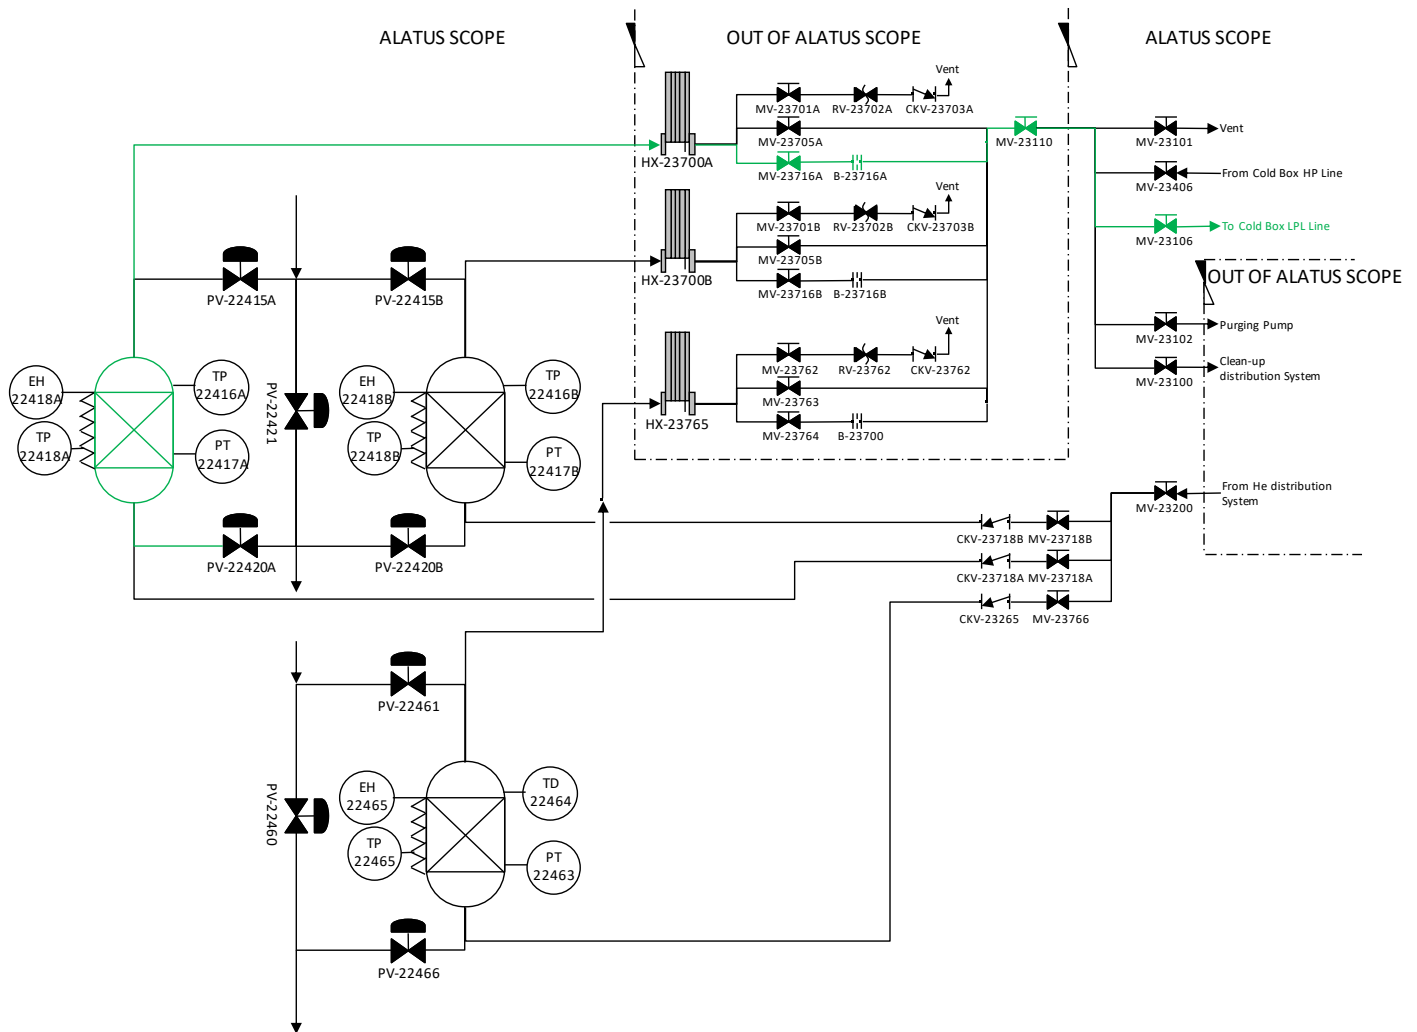 ALATUS SCOPE
OUT OF ALATUS SCOPE
ALATUS SCOPE
Vent
MV-23701A
RV-23702A
CKV-23703A
MV-23705A
HX-23700A
MV-23716A
B-23716A
MV-23110
MV-23101
Vent
MV-23406
From Cold Box HP Line
Vent
MV-23701B
RV-23702B
CKV-23703B
MV-23705B
HX-23700B
MV-23716B
B-23716B
MV-23106
To Cold Box LPL Line
OUT OF ALATUS SCOPE
PV-22415A
PV-22415B
Vent
MV-23762
RV-23762
CKV-23762
MV-23763
HX-23765
MV-23764
B-23700
MV-23102
Purging Pump
MV-23100
Clean-up
distribution System
EH
22418A
TP
22416A
PV-22421
EH
22418B
TP
22416B
TP
22418A
PT
22417A
TP
22418B
PT
22417B
MV-23200
From He distribution
System
PV-22420A
PV-22420B
CKV-23718B
MV-23718B
CKV-23718A
MV-23718A
CKV-23265
MV-23766
PV-22461
PV-22460
EH
22465
TD
22464
TP
22465
PT
22463
PV-22466